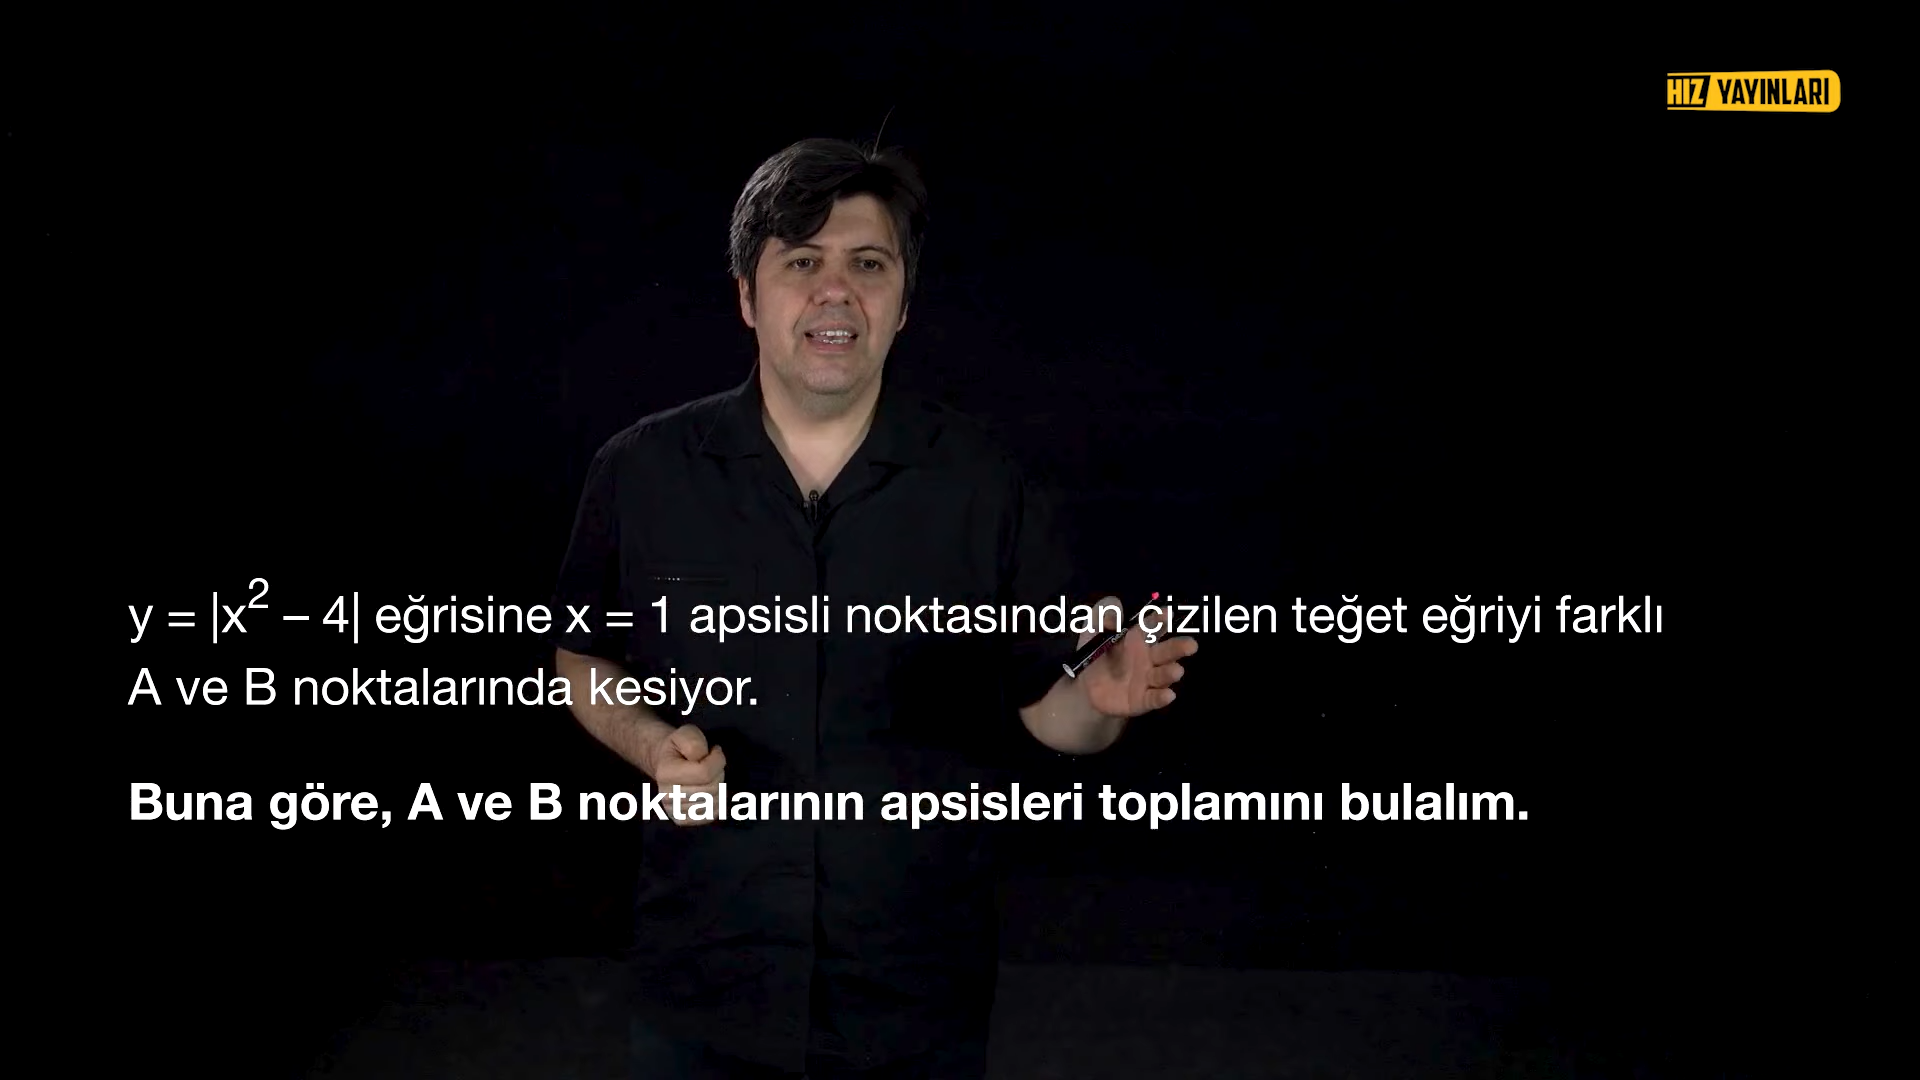 HIZ YAYINLARI
y = |x² – 4| eğrisine x = 1 apsisli noktasından çizilen teğet eğriyi farklı
A ve B noktalarında kesiyor.
Buna göre, A ve B noktalarının apsisleri toplamını bulalım.